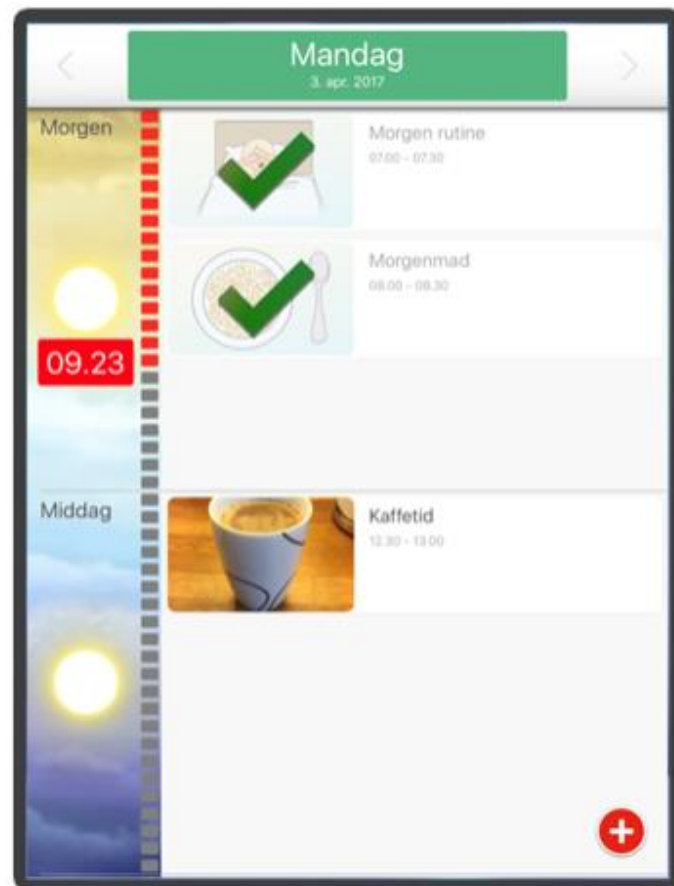 Mandag
3. apr. 2017
Morgen
Morgen rutine
07.00 - 07.30
Morgenmad
08.00 - 08.30
09.23
Middag
Kaffetid
12.30 - 13.00